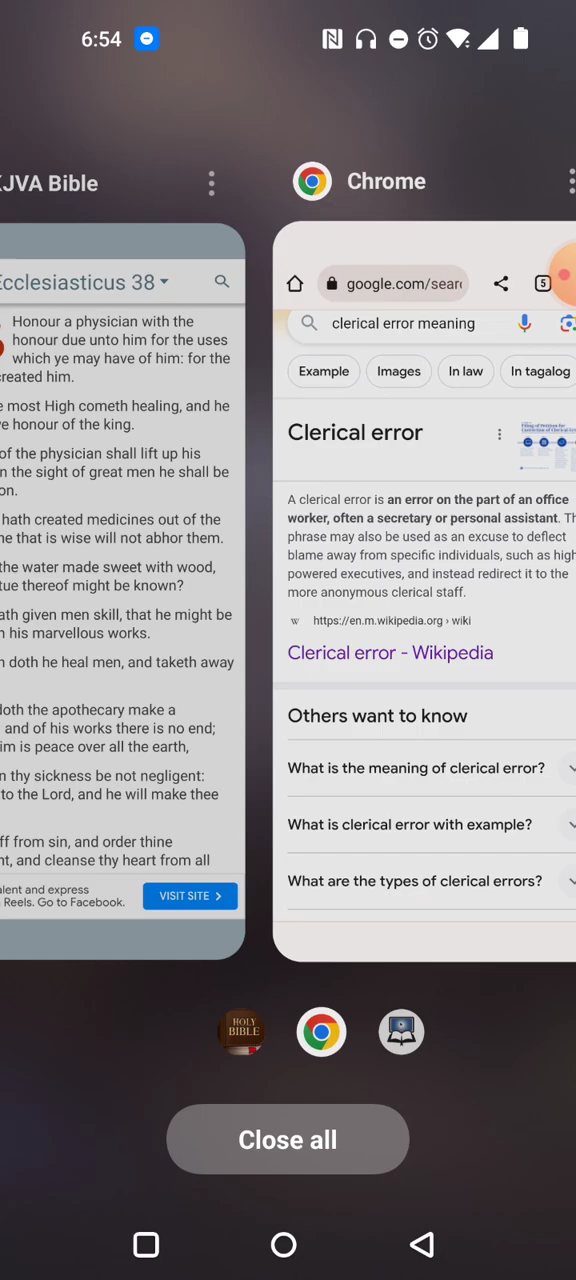 6:54
KJVA Bible
Ecclesiasticus 38
Honour a physician with the
honour due unto him for the uses
which ye may have of him: for the
created him.
most High cometh healing, and he
honour of the king.
of the physician shall lift up his
in the sight of great men he shall be
hath created medicines out of the
he that is wise will not abhor them.
the water made sweet with wood,
thereof might be known?
hath given men skill, that he might be
in his marvellous works.
doth he heal men, and taketh away
doth the apothecary make a
and of his works there is no end;
him is peace over all the earth,
in thy sickness be not negligent:
to the Lord, and he will make thee
off from sin, and order thine
and cleanse thy heart from all
and express
Reels. Go to Facebook.
VISIT SITE
Chrome
google.com/sear
5
clerical error meaning
Example
Images
In law
In tagalog
Clerical error
A clerical error is an error on the part of an office
worker, often a secretary or personal assistant. Th
phrase may also be used as an excuse to deflect
blame away from specific individuals, such as high
powered executives, and instead redirect it to the
more anonymous clerical staff.
W https://en.m.wikipedia.org › wiki
Clerical error - Wikipedia
Others want to know
What is the meaning of clerical error?
What is clerical error with example?
What are the types of clerical errors?
HOLY
BIBLE
Close all